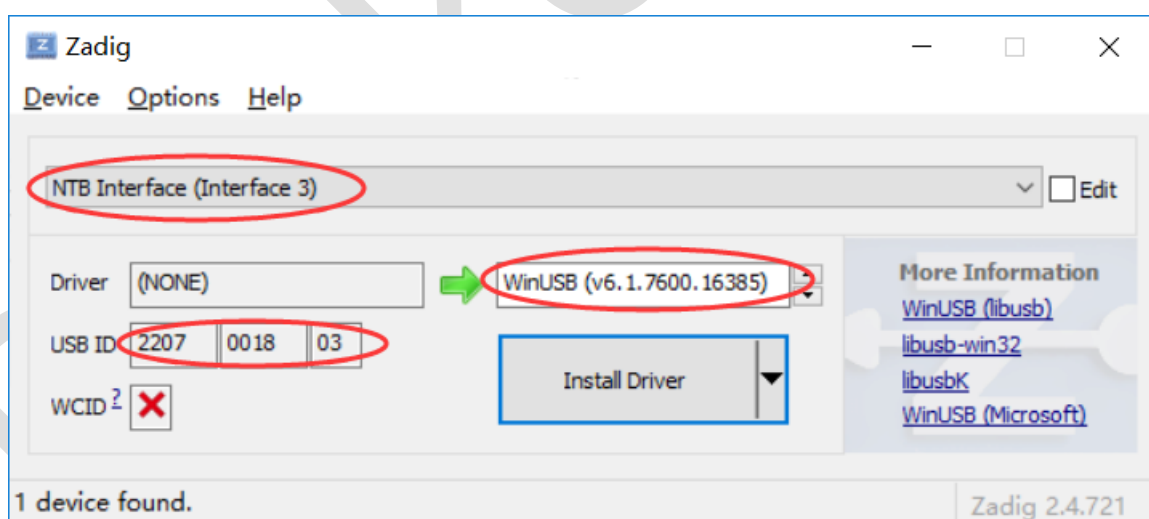 Zadig
Device Options Help
NTB Interface (Interface 3)
Edit
Driver (NONE) WinUSB (v6.1.7600.16385)
USB ID 2207 0018 03
WCID ?
Install Driver
More Information
WinUSB (libusb)
libusb-win32
libusbK
WinUSB (Microsoft)
1 device found.
Zadig 2.4.721